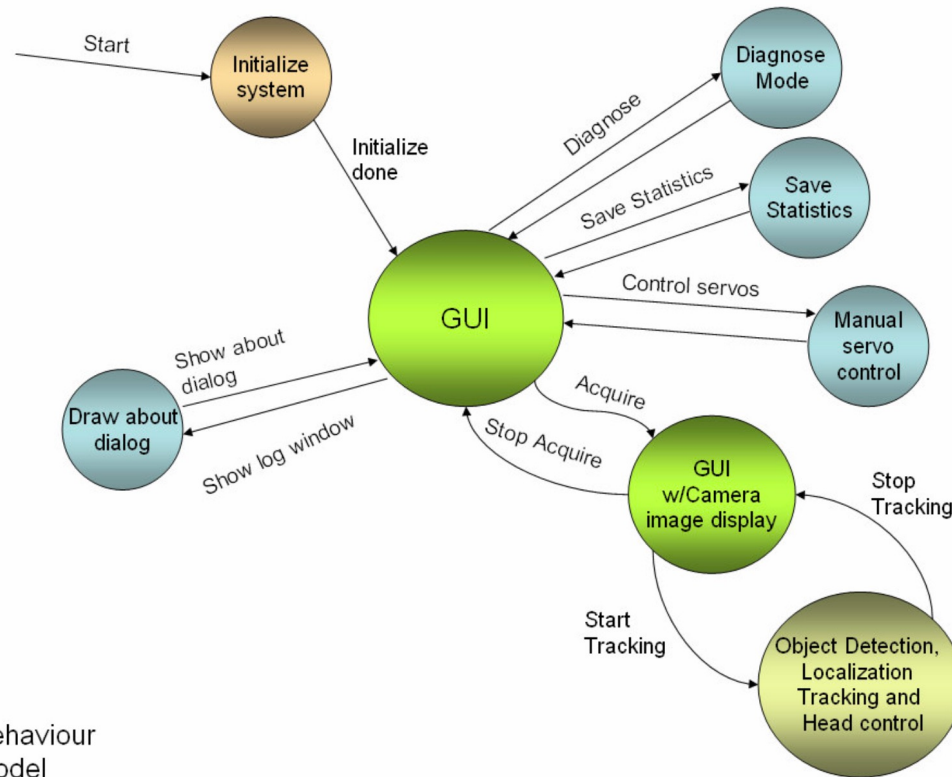 Start
Initialize
system
Initialize
done
Diagnose
Mode
Diagnose
Save Statistics
Save
Statistics
Control servos
GUI
Manual
servo
control
Show about
dialog
Draw about
dialog
Show log window
Acquire
Stop Acquire
GUI
w/Camera
image display
Stop
Tracking
Start
Tracking
Object Detection,
Localization
Tracking and
Head control
ehaviour
odel